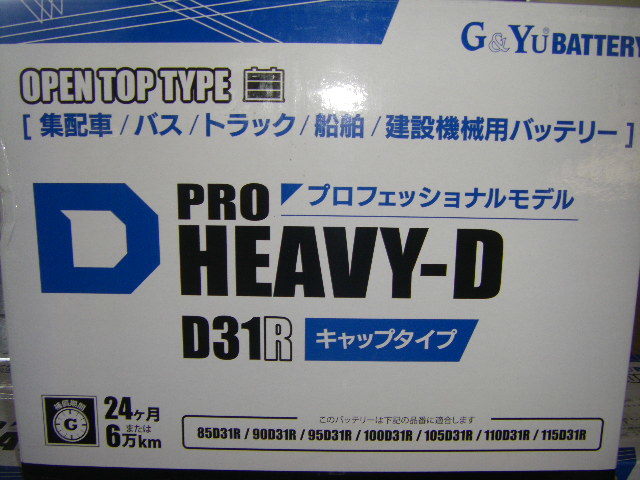 G&Yu BATTERY
OPEN TOP TYPE
[ 集配車 / バス / トラック / 船舶 / 建設機械用バッテリー ]
D PRO プロフェッショナルモデル
HEAVY-D
D31R キャップタイプ
補償期間
G
24ヶ月
または
6万km
このバッテリーは下記の品番に適合します
85D31R / 90D31R / 95D31R / 100D31R / 105D31R / 110D31R / 115D31R